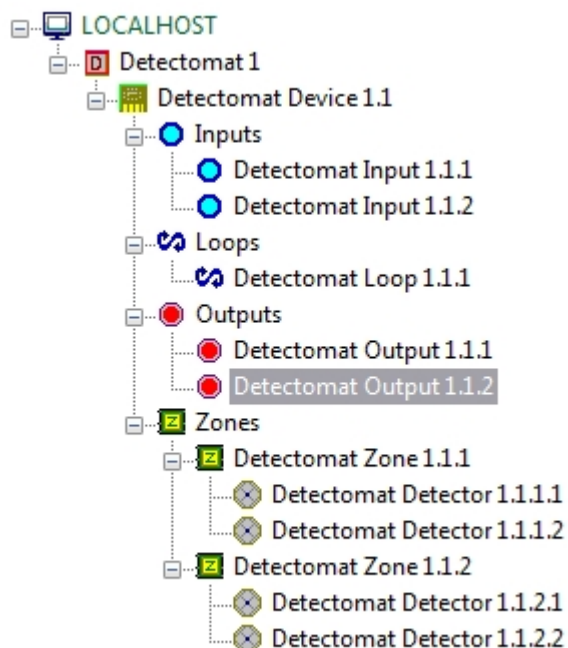 LOCALHOST
Detectomat 1
Detectomat Device 1.1
Inputs
Detectomat Input 1.1.1
Detectomat Input 1.1.2
Loops
Detectomat Loop 1.1.1
Outputs
Detectomat Output 1.1.1
Detectomat Output 1.1.2
Zones
Detectomat Zone 1.1.1
Detectomat Detector 1.1.1.1
Detectomat Detector 1.1.1.2
Detectomat Zone 1.1.2
Detectomat Detector 1.1.2.1
Detectomat Detector 1.1.2.2